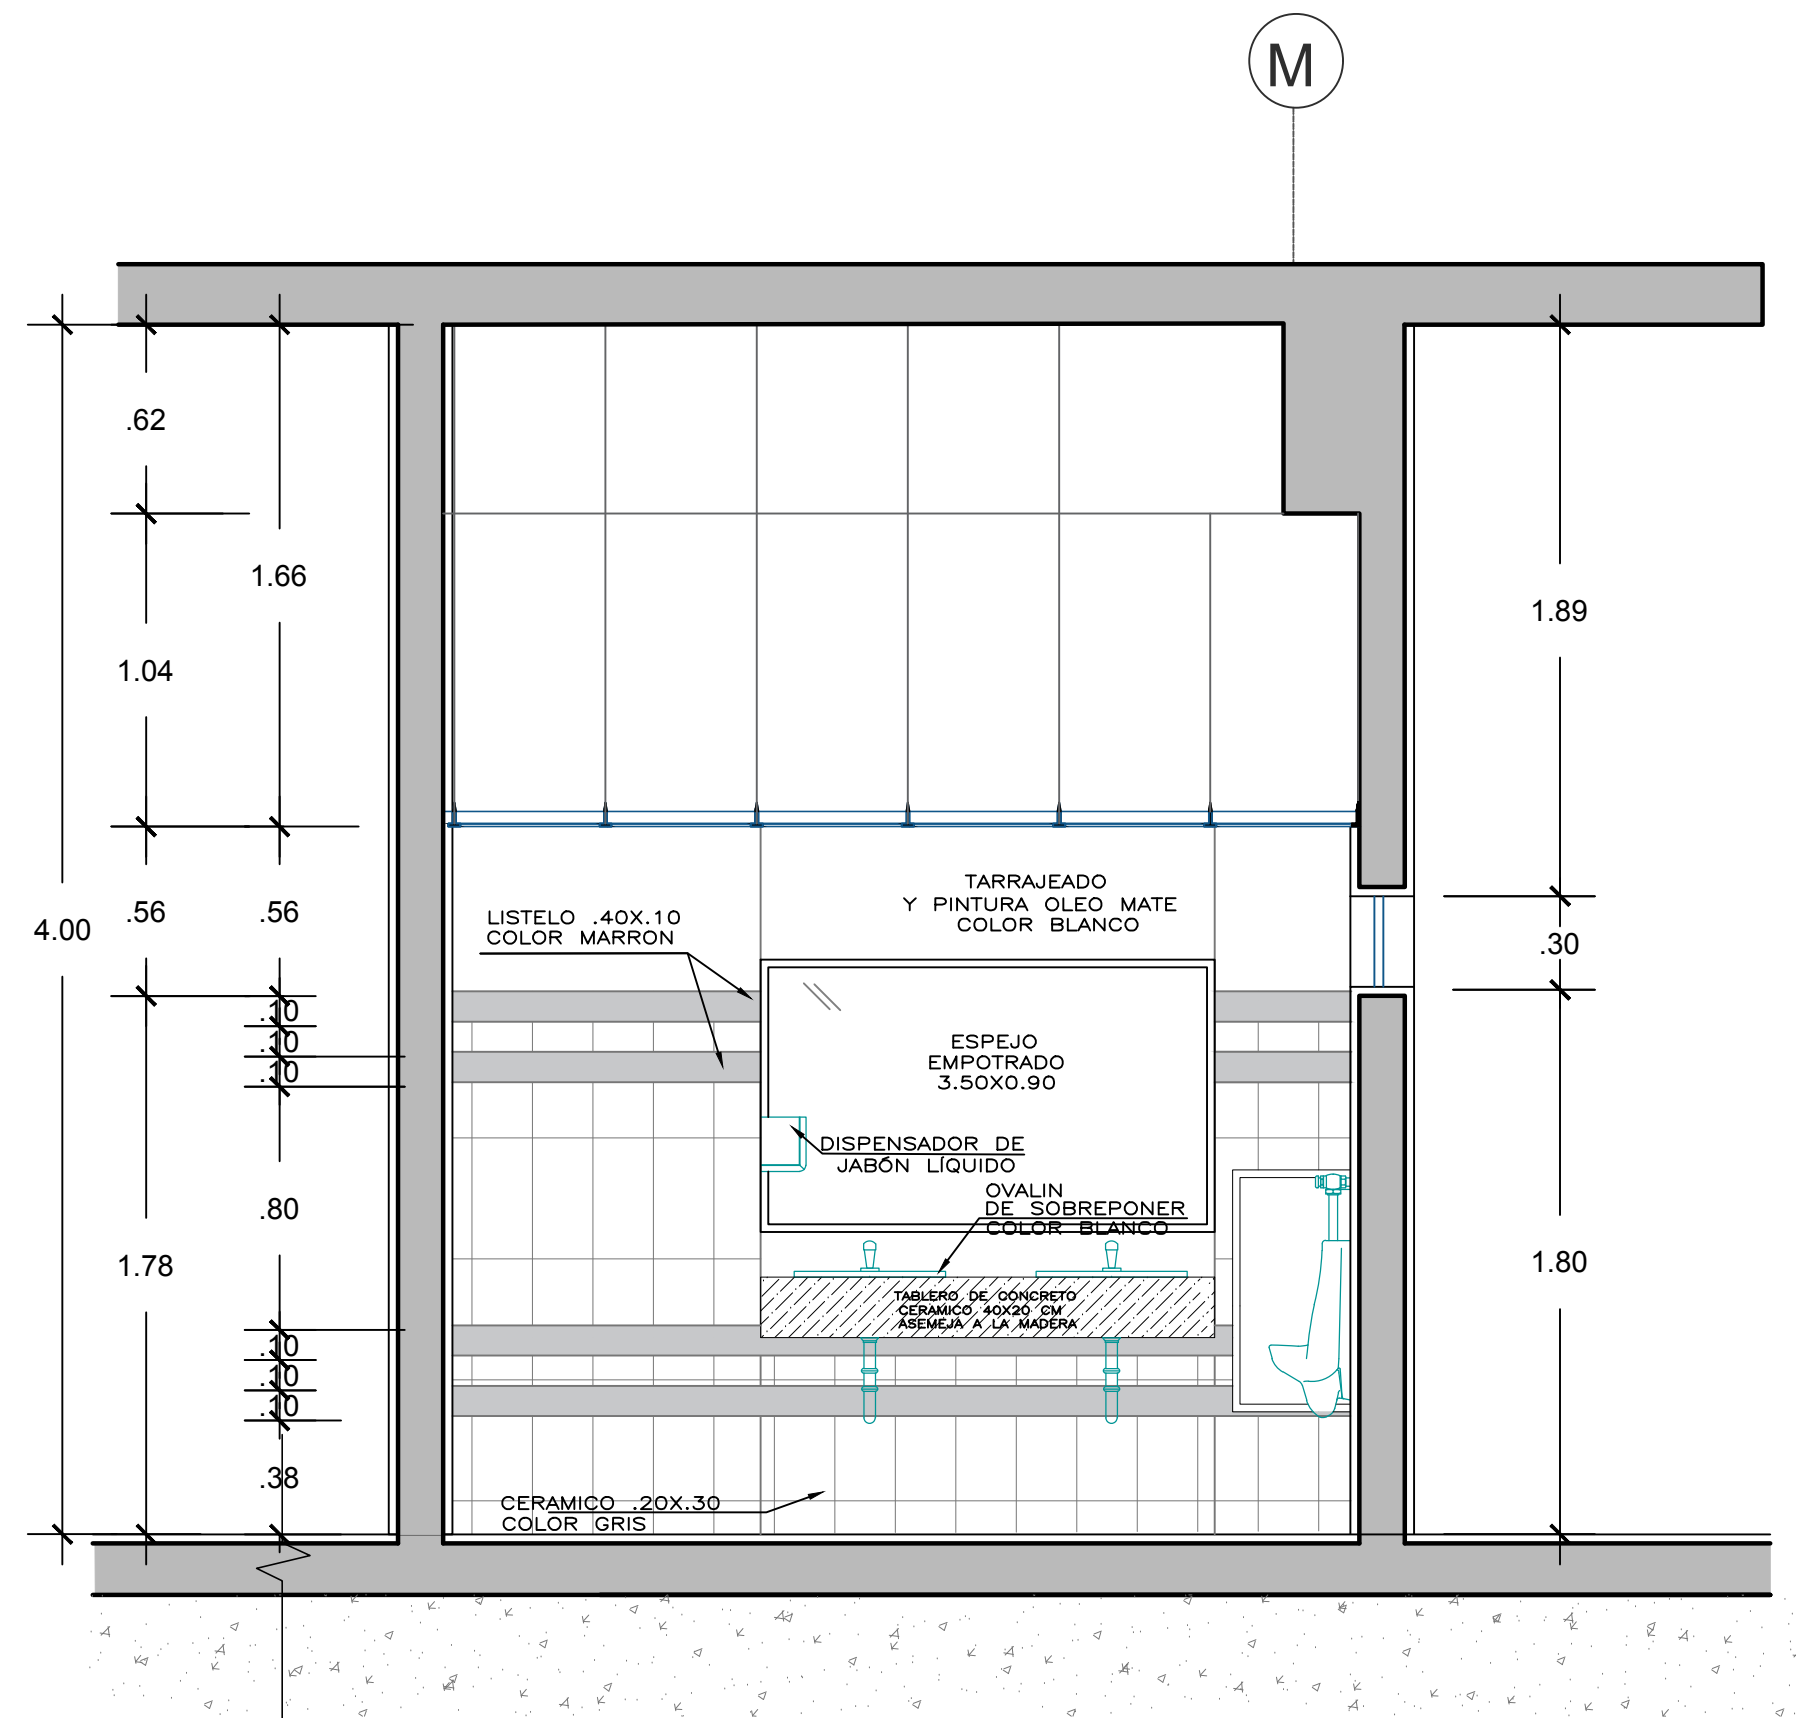 M
.62
1.66
1.89
1.04
4.00
.56
.56
TARRAJEADO
Y PINTURA OLEO MATE
COLOR BLANCO
LISTELO .40X.10
COLOR MARRON
.30
.10
.10
.10
ESPEJO
EMPOTRADO
3.50X0.90
DISPENSADOR DE
JABÓN LÍQUIDO
OVALIN
DE SOBREPONER
COLOR BLANCO
.80
1.78
1.80
TABLERO DE CONCRETO
CERAMICO 40X20 CM
ASEMEJA A LA MADERA
.10
.10
.10
.38
CERAMICO .20X.30
COLOR GRIS